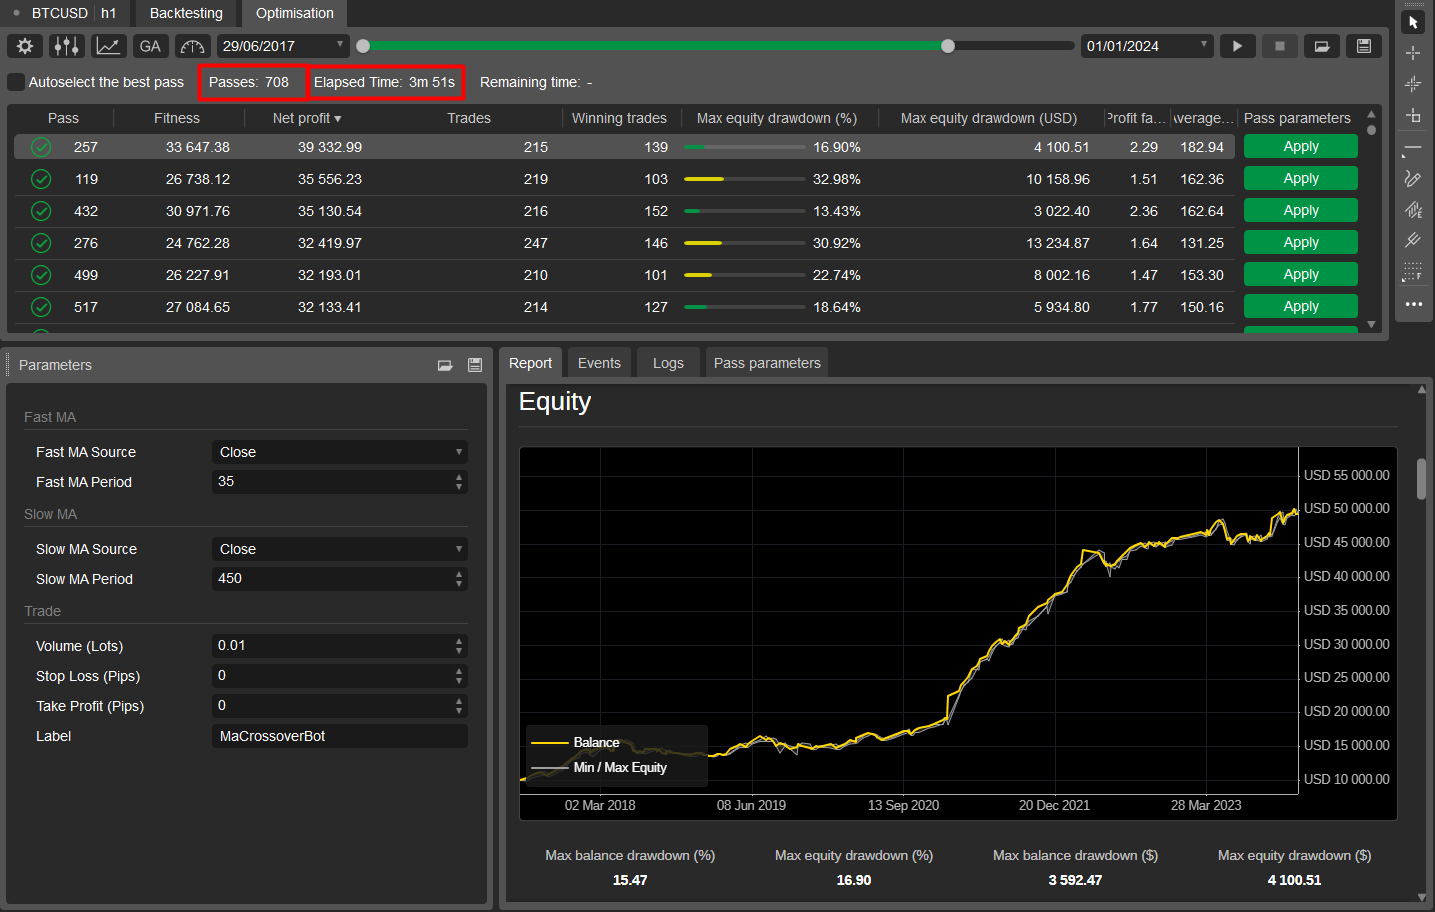 BTCUSD h1 Backtesting Optimisation
GA 29/06/2017 01/01/2024
Autoselect the best pass Passes: 708 Elapsed Time: 3m 51s Remaining time: -
Pass Fitness Net profit Trades Winning trades Max equity drawdown (%) Max equity drawdown (USD) Profit fa... verage... Pass parameters
257 33 647.38 39 332.99 215 139 16.90% 4 100.51 2.29 182.94 Apply
119 26 738.12 35 556.23 219 103 32.98% 10 158.96 1.51 162.36 Apply
432 30 971.76 35 130.54 216 152 13.43% 3 022.40 2.36 162.64 Apply
276 24 762.28 32 419.97 247 146 30.92% 13 234.87 1.64 131.25 Apply
499 26 227.91 32 193.01 210 101 22.74% 8 002.16 1.47 153.30 Apply
517 27 084.65 32 133.41 214 127 18.64% 5 934.80 1.77 150.16 Apply
Parameters
Fast MA
Fast MA Source Close
Fast MA Period 35
Slow MA
Slow MA Source Close
Slow MA Period 450
Trade
Volume (Lots) 0.01
Stop Loss (Pips) 0
Take Profit (Pips) 0
Label MaCrossoverBot
Report Events Logs Pass parameters
Equity
USD 55 000.00
USD 50 000.00
USD 45 000.00
USD 40 000.00
USD 35 000.00
USD 30 000.00
USD 25 000.00
USD 20 000.00
USD 15 000.00
USD 10 000.00
Balance
Min / Max Equity
02 Mar 2018 08 Jun 2019 13 Sep 2020 20 Dec 2021 28 Mar 2023
Max balance drawdown (%) Max equity drawdown (%) Max balance drawdown ($) Max equity drawdown ($)
15.47 16.90 3 592.47 4 100.51